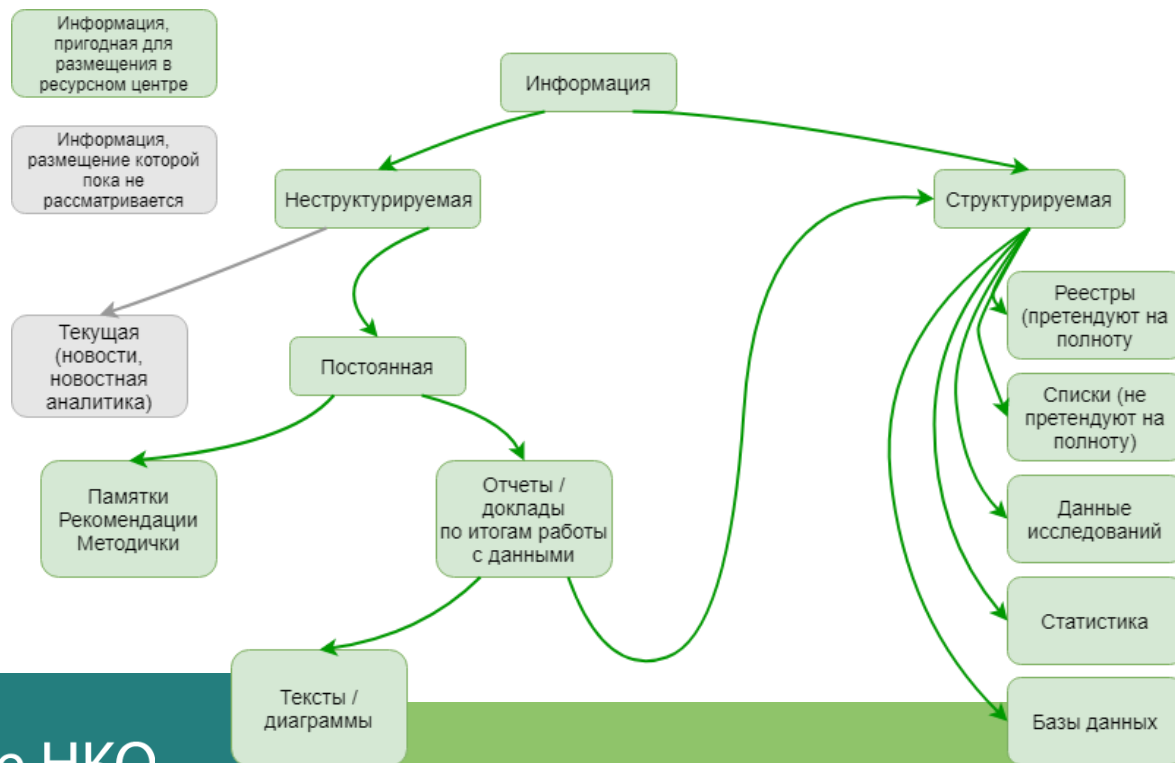 Информация,
пригодная для
размещения в
ресурсном центре
Информация,
размещение которой
пока не
рассматривается
Информация
Неструктурируемая
Структурируемая
Текущая
(новости,
новостная
аналитика)
Постоянная
Реестры
(претендуют на
полноту
Списки (не
претендуют на
полноту)
Памятки
Рекомендации
Методички
Отчеты /
доклады
по итогам работы
с данными
Данные
исследований
Статистика
Тексты /
диаграммы
Базы данных
НКО